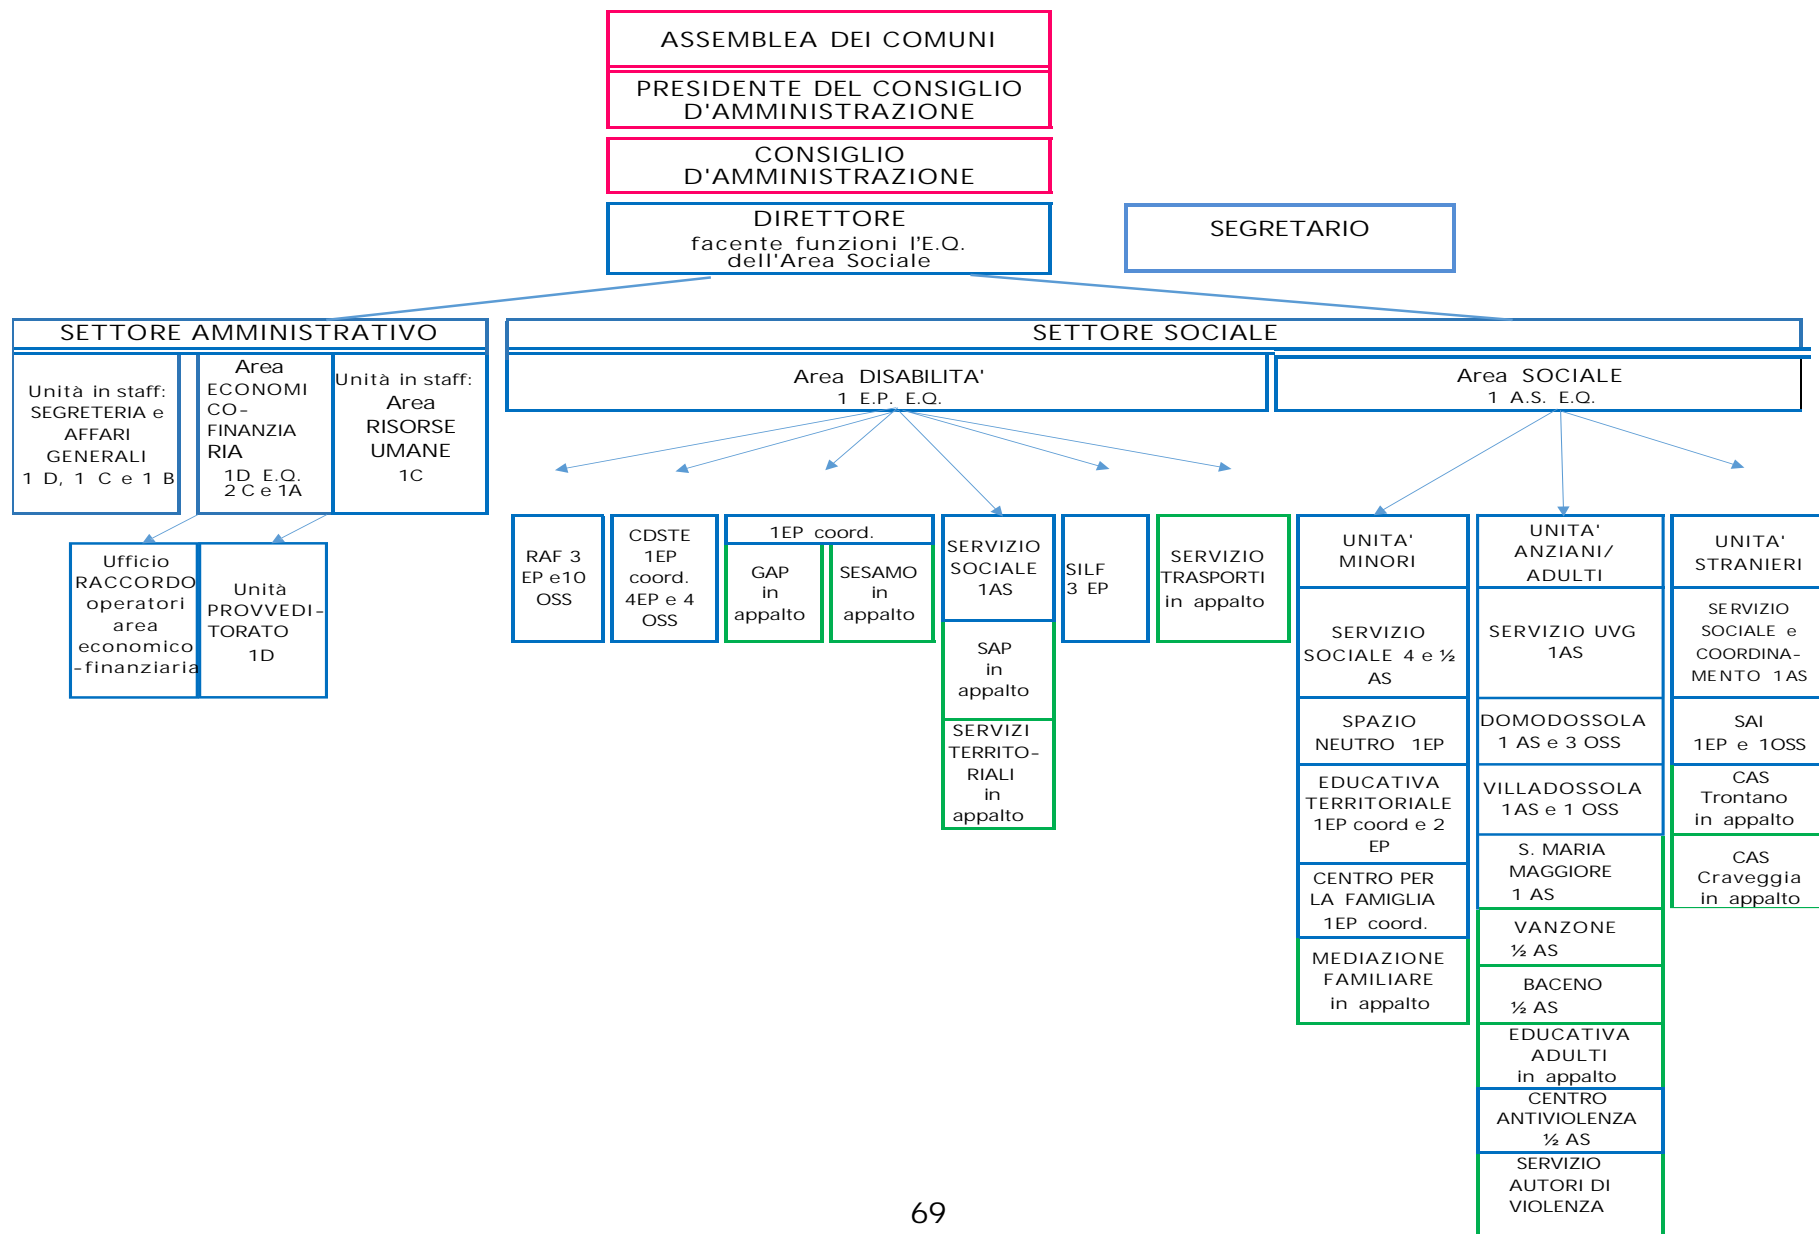 ASSEMBLEA DEI COMUNI
PRESIDENTE DEL CONSIGLIO
D'AMMINISTRAZIONE
CONSIGLIO
D'AMMINISTRAZIONE
DIRETTORE
facente funzioni l'E.Q.
dell'Area Sociale
SEGRETARIO
SETTORE AMMINISTRATIVO
Unità in staff:
SEGRETERIA e
AFFARI
GENERALI
1 D, 1 C e 1 B
Area
ECONOMI
CO-
FINANZIA
RIA
1D E.Q.
2 C e 1A
Unità in staff:
Area
RISORSE
UMANE
1C
Ufficio
RACCORDO
operatori
area
economico
-finanziaria
Unità
PROVVEDI-
TORATO
1D
SETTORE SOCIALE
Area DISABILITA'
1 E.P. E.Q.
Area SOCIALE
1 A.S. E.Q.
RAF 3
EP e10
OSS
CDSTE
1EP
coord.
4EP e 4
OSS
1EP coord.
GAP
in
appalto
SESAMO
in
appalto
SERVIZIO
SOCIALE
1AS
SAP
in
appalto
SERVIZI
TERRITO-
RIALI
in
appalto
SILF
3 EP
SERVIZIO
TRASPORTI
in appalto
UNITA'
MINORI
SERVIZIO
SOCIALE 4 e ½
AS
SPAZIO
NEUTRO 1EP
EDUCATIVA
TERRITORIALE
1EP coord e 2
EP
CENTRO PER
LA FAMIGLIA
1EP coord.
MEDIAZIONE
FAMILIARE
in appalto
UNITA'
ANZIANI/
ADULTI
SERVIZIO UVG
1AS
DOMODOSSOLA
1 AS e 3 OSS
VILLADOSSOLA
1AS e 1 OSS
S. MARIA
MAGGIORE
1 AS
VANZONE
½ AS
BACENO
½ AS
EDUCATIVA
ADULTI
in appalto
CENTRO
ANTIVIOLENZA
½ AS
SERVIZIO
AUTORI DI
VIOLENZA
UNITA'
STRANIERI
SERVIZIO
SOCIALE e
COORDINA-
MENTO 1AS
SAI
1EP e 1OSS
CAS
Trontano
in appalto
CAS
Craveggia
in appalto
69